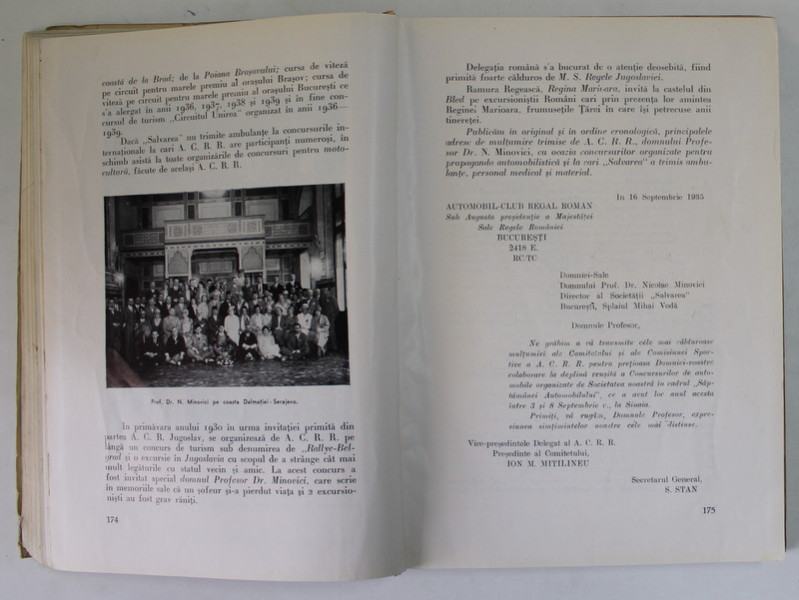 coastă de la Brad; de la Poiana Brașovului; cursa de viteză
pe circuit pentru marele premiu al orașului Brașov; cursa de
viteză pe circuit pentru marele premiu al orașului București ce
s'a alergat în anii 1936, 1937, 1938 și 1939 și în fine con-
cursul de turism „Circuitul Unirea" organizat în anii 1936—
1939.
Dacă „Salvarea" nu trimite ambulanțe la concursurile in-
ternaționale la cari A. C. R. R. are participanți numeroși, în
schimb asistă la toate organizările de concursuri pentru moto-
cultură, făcute de același A. C. R. R.
Prof. Dr. N. Minovici pe coasta Dalmației - Serajevo.
În primăvara anului 1930 în urma invitației primită din
partea A. C. R. Jugoslav, se organizează de A. C. R. R. pe
lângă un concurs de turism sub denumirea de „Rallye-Bel-
grad și o excursie în Jugoslavia cu scopul de a strânge cât mai
mult legăturile cu statul vecin și amic. La acest concurs a
fost invitat special domnul Profesor Dr. Minovici, care scrie
în memoriile sale că un șofeur și-a pierdut viața și 2 excursio-
niști au fost grav răniți.
174
Delegația română s'a bucurat de o atenție deosebită, fiind
primită foarte călduros de M. S. Regele Jugoslaviei.
Ramura Regească, Regina Marioara, invită la castelul din
Bled pe excursioniștii Români cari prin prezența lor amintea
Reginei Marioara, frumusețile Țărei în care își petrecuse anii
tinereței.
Publicăm în original și în ordine cronologică, principalele
adrese de mulțumire trimise de A. C. R. R., domnului Profe-
sor Dr. N. Minovici, cu ocazia concursurilor organizate pentru
propaganda automobilistică și la cari „Salvarea" a trimis ambu-
lanțe, personal medical și material.
In 16 Septembrie 1935
AUTOMOBIL-CLUB REGAL ROMAN
Sub Augusta președenție a Majestăței
Sale Regele României
BUCUREȘTI
2418 E.
RC/TC
Domniei-Sale
Domnului Prof. Dr. Nicolae Minovici
Director al Societății „Salvarea"
București, Splaiul Mihai Vodă
Domnule Profesor,
Ne grăbim a vă transmite cele mai călduroase
mulțumiri ale Comitetului și ale Comisiunei Spor-
tive a A. C. R. R. pentru prețioasa Domniei-voastre
colaborare la deplina reușită a Concursurilor de auto-
mobile organizate de Societatea noastră în cadrul „Săp-
tămânei Automobilului", ce a avut loc anul acesta
între 3 și 8 Septembrie c., la Sinaia.
Primiți, vă rugăm, Domnule Profesor, expre-
siunea simțimintelor noastre cele mai distinse.
Vice-președintele Delegat al A. C. R. R.
Președinte al Comitetului,
ION M. MITILINEU
Secretarul General,
S. STAN
175